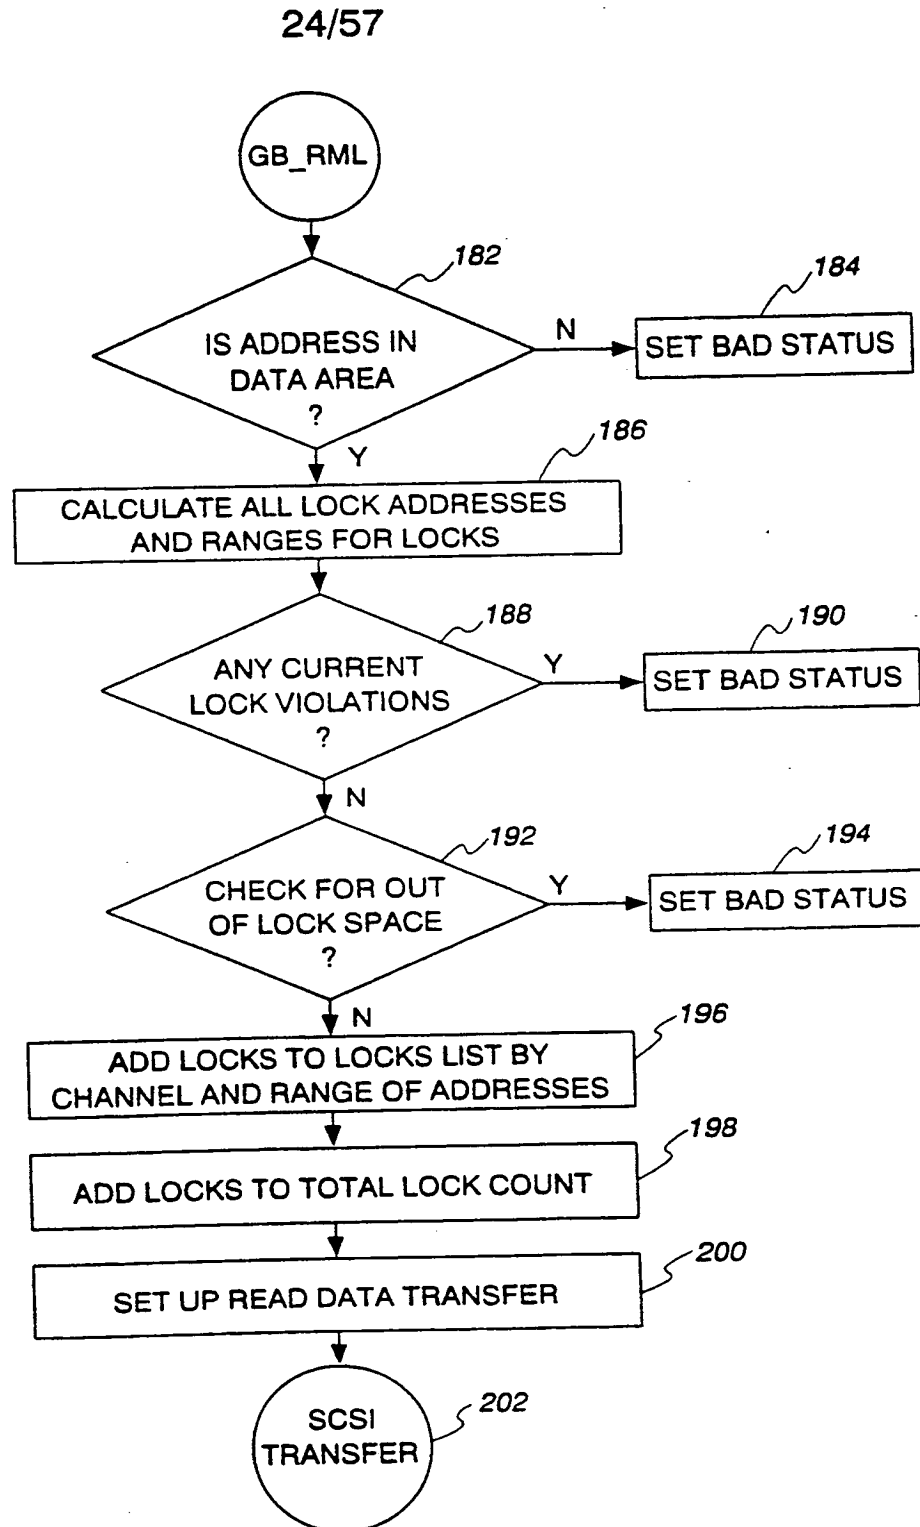 24/57
GB_RML
182
IS ADDRESS IN
DATA AREA
?
N
184
SET BAD STATUS
Y
186
CALCULATE ALL LOCK ADDRESSES
AND RANGES FOR LOCKS
188
ANY CURRENT
LOCK VIOLATIONS
?
Y
190
SET BAD STATUS
N
192
CHECK FOR OUT
OF LOCK SPACE
?
Y
194
SET BAD STATUS
N
196
ADD LOCKS TO LOCKS LIST BY
CHANNEL AND RANGE OF ADDRESSES
198
ADD LOCKS TO TOTAL LOCK COUNT
200
SET UP READ DATA TRANSFER
202
SCSI
TRANSFER